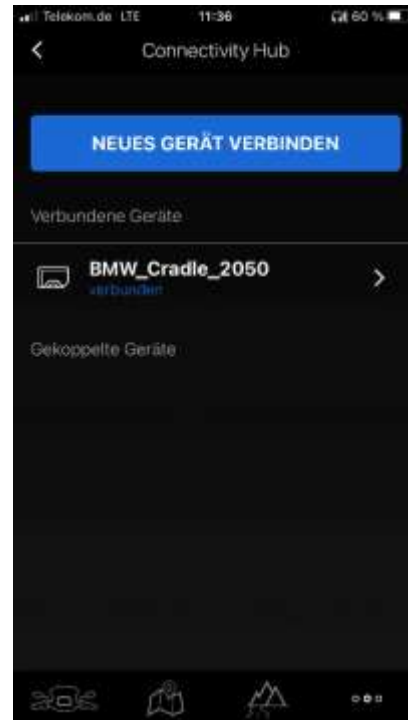 Telekom.de LTE 11:36 60 %
Connectivity Hub
NEUES GERÄT VERBINDEN
Verbundene Geräte
BMW_Cradle_2050
verbunden
Gekoppelte Geräte